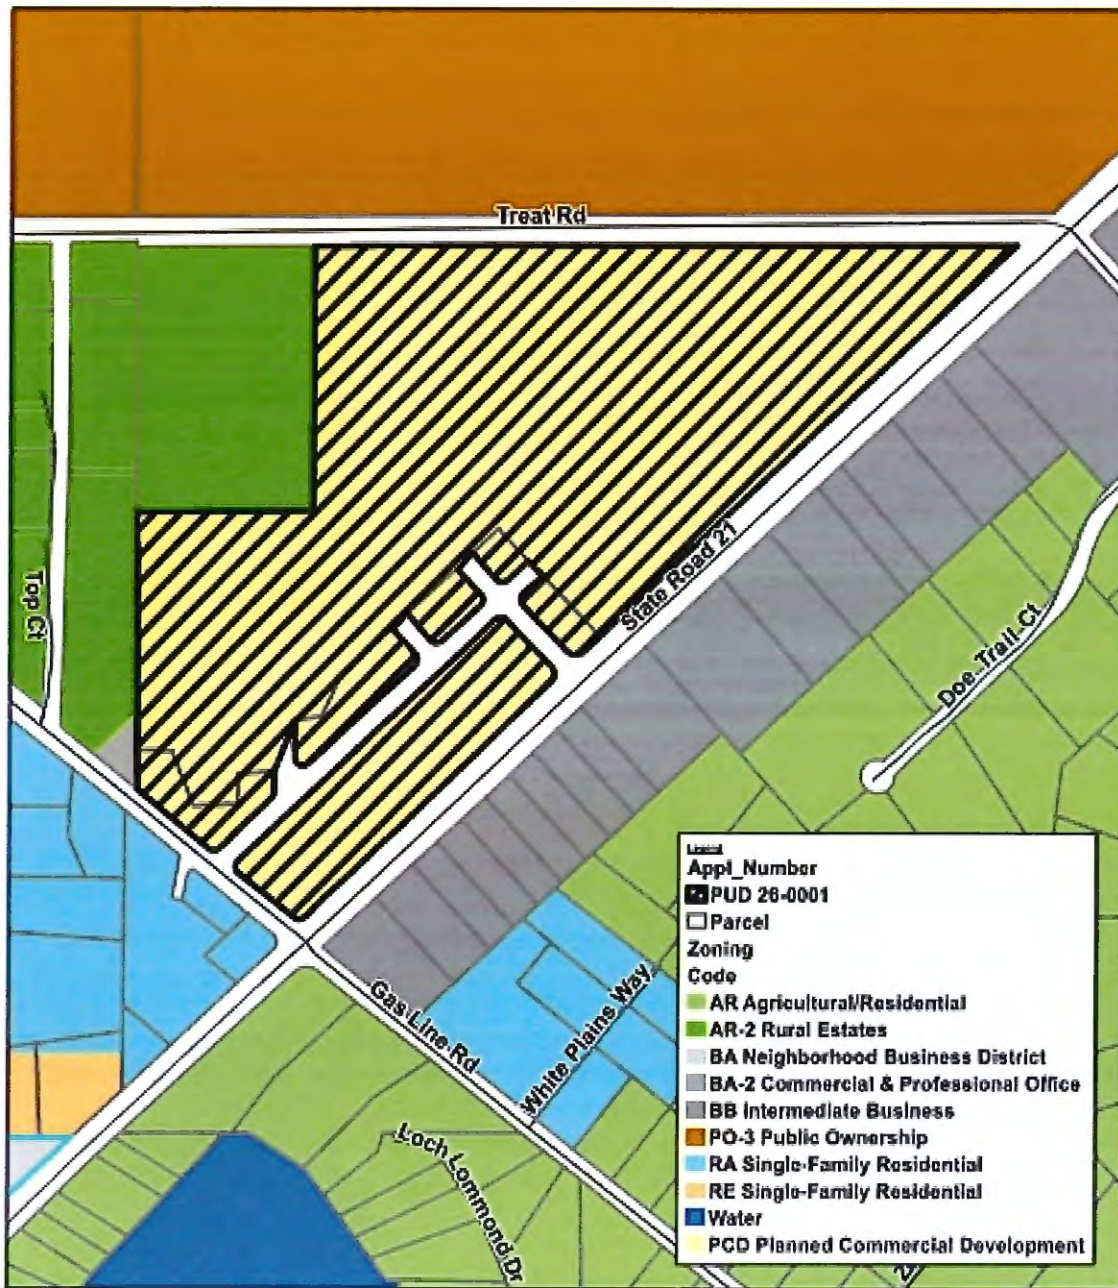 Treat Rd
State Road 21
Top Ct
Doe Trail Ct
Gas Line Rd
White Plains Way
Loch Lommond Dr
Legend
Appl_Number
PUD 26-0001
Parcel
Zoning
Code
AR Agricultural/Residential
AR-2 Rural Estates
BA Neighborhood Business District
BA-2 Commercial & Professional Office
BB Intermediate Business
PO-3 Public Ownership
RA Single-Family Residential
RE Single-Family Residential
Water
PCD Planned Commercial Development